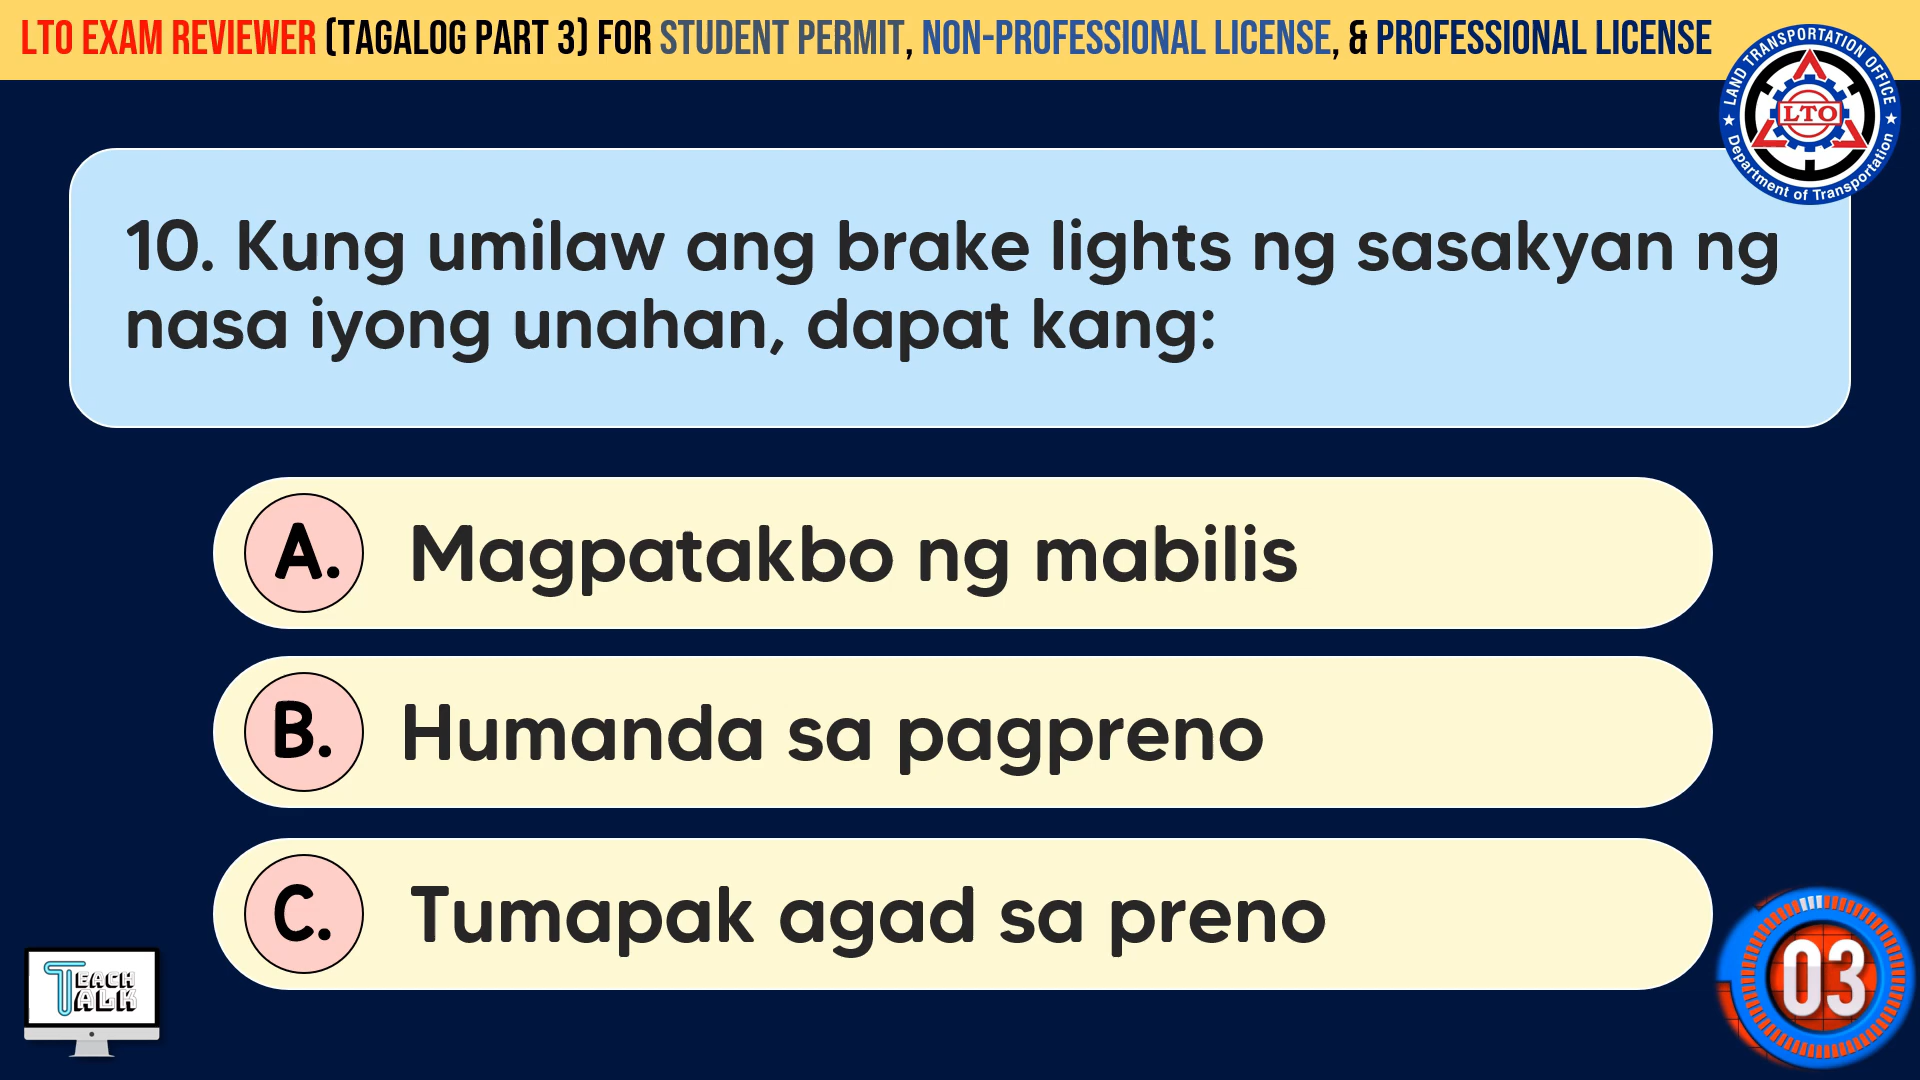 LTO EXAM REVIEWER (TAGALOG PART 3) FOR STUDENT PERMIT, NON-PROFESSIONAL LICENSE, & PROFESSIONAL LICENSE
LAND TRANSPORTATION OFFICE
LTO
Department of Transportation
10. Kung umilaw ang brake lights ng sasakyan ng
nasa iyong unahan, dapat kang:
A. Magpatakbo ng mabilis
B. Humanda sa pagpreno
C. Tumapak agad sa preno
TEACH
TALK
03